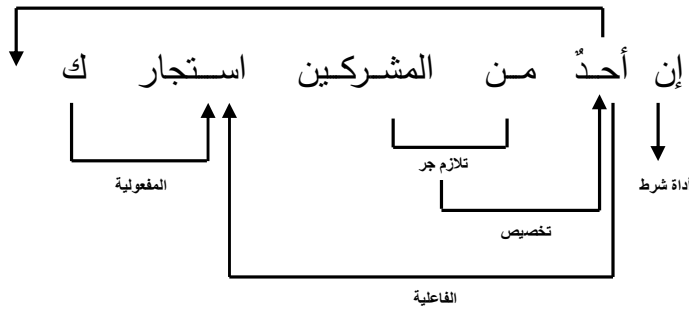 إن أحدٌ من المشركين استجار ك
تلازم جر
المفعولية
أداة شرط
تخصيص
الفاعلية